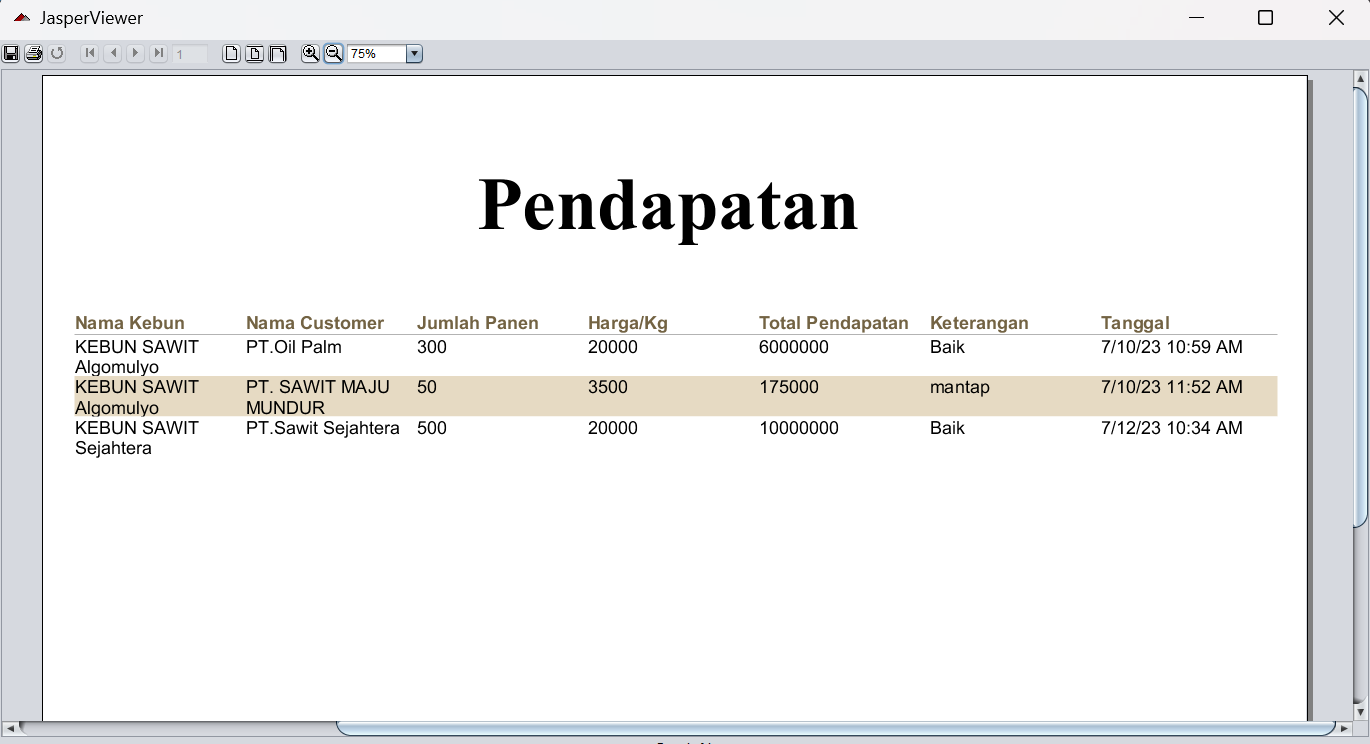 JasperViewer
1
75%
Pendapatan
Nama Kebun Nama Customer Jumlah Panen Harga/Kg Total Pendapatan Keterangan Tanggal
KEBUN SAWIT PT.Oil Palm 300 20000 6000000 Baik 7/10/23 10:59 AM
Algomulyo
KEBUN SAWIT PT. SAWIT MAJU 50 3500 175000 mantap 7/10/23 11:52 AM
Algomulyo MUNDUR
KEBUN SAWIT PT.Sawit Sejahtera 500 20000 10000000 Baik 7/12/23 10:34 AM
Sejahtera